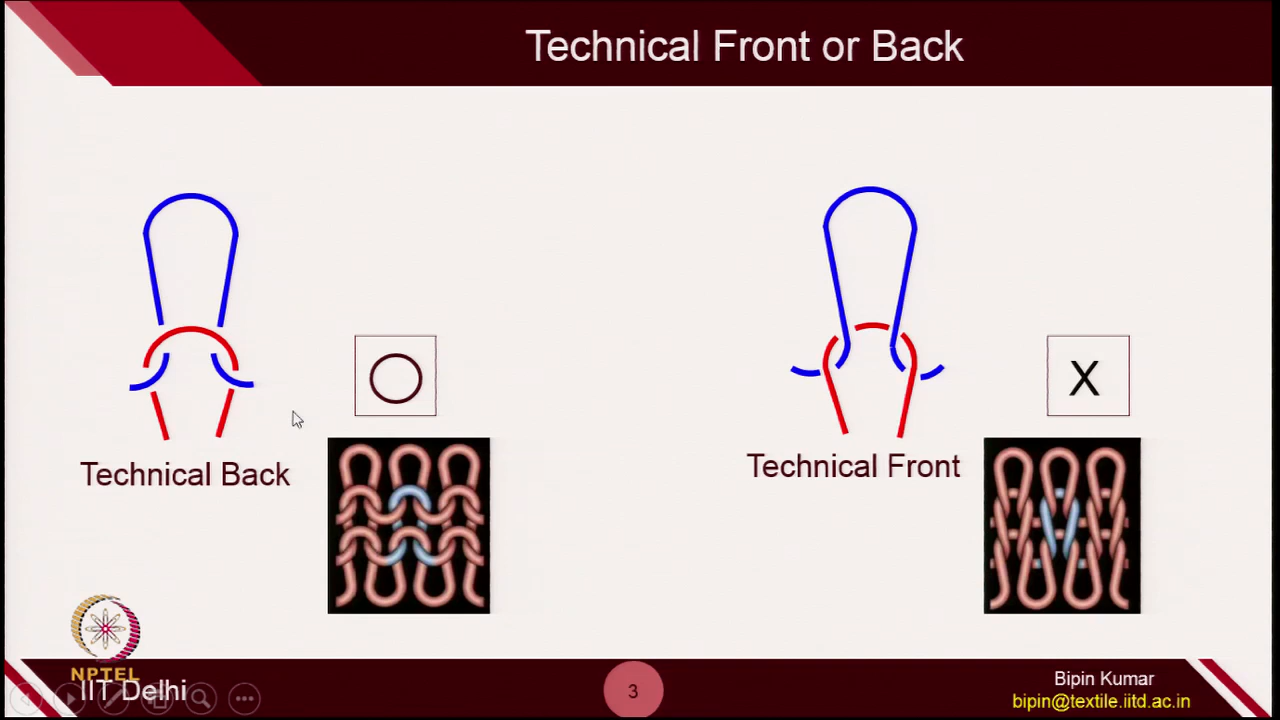 Technical Front or Back
X
Technical Back
Technical Front
NPTEL
IIT Delhi
3
Bipin Kumar
bipin@textile.iitd.ac.in